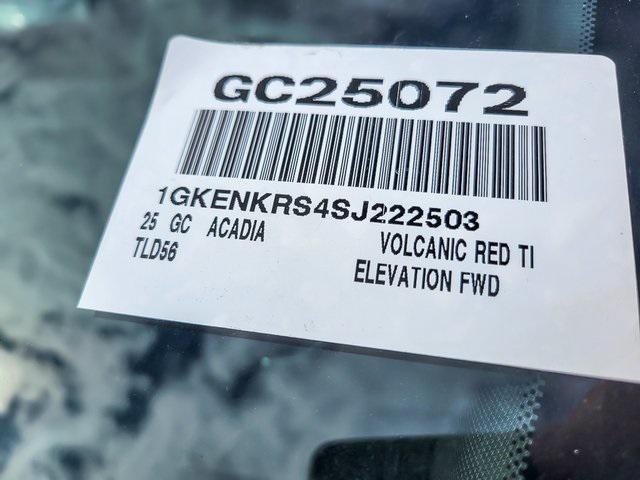 GC25072
1GKENKRS4SJ222503
25 GC ACADIA VOLCANIC RED TI
TLD56 ELEVATION FWD